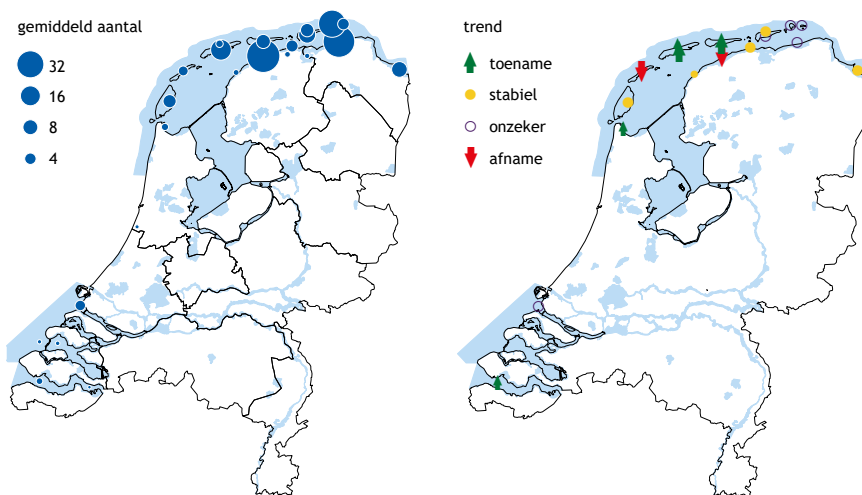 gemiddeld aantal
32
16
8
4
trend
toename
stabiel
onzeker
afname